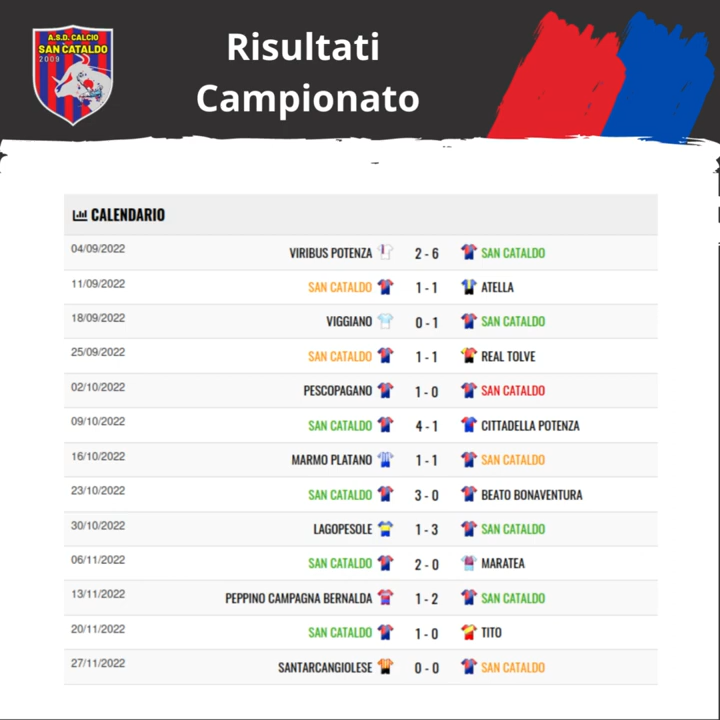 A.S.D. CALCIO
SAN CATALDO
2009
Risultati
Campionato
CALENDARIO
04/09/2022 VIRIBUS POTENZA 2 - 6 SAN CATALDO
11/09/2022 SAN CATALDO 1 - 1 ATELLA
18/09/2022 VIGGIANO 0 - 1 SAN CATALDO
25/09/2022 SAN CATALDO 1 - 1 REAL TOLVE
02/10/2022 PESCOPAGANO 1 - 0 SAN CATALDO
09/10/2022 SAN CATALDO 4 - 1 CITTADELLA POTENZA
16/10/2022 MARMO PLATANO 1 - 1 SAN CATALDO
23/10/2022 SAN CATALDO 3 - 0 BEATO BONAVENTURA
30/10/2022 LAGOPESOLE 1 - 3 SAN CATALDO
06/11/2022 SAN CATALDO 2 - 0 MARATEA
13/11/2022 PEPPINO CAMPAGNA BERNALDA 1 - 2 SAN CATALDO
20/11/2022 SAN CATALDO 1 - 0 TITO
27/11/2022 SANTARCANGIOLESE 0 - 0 SAN CATALDO